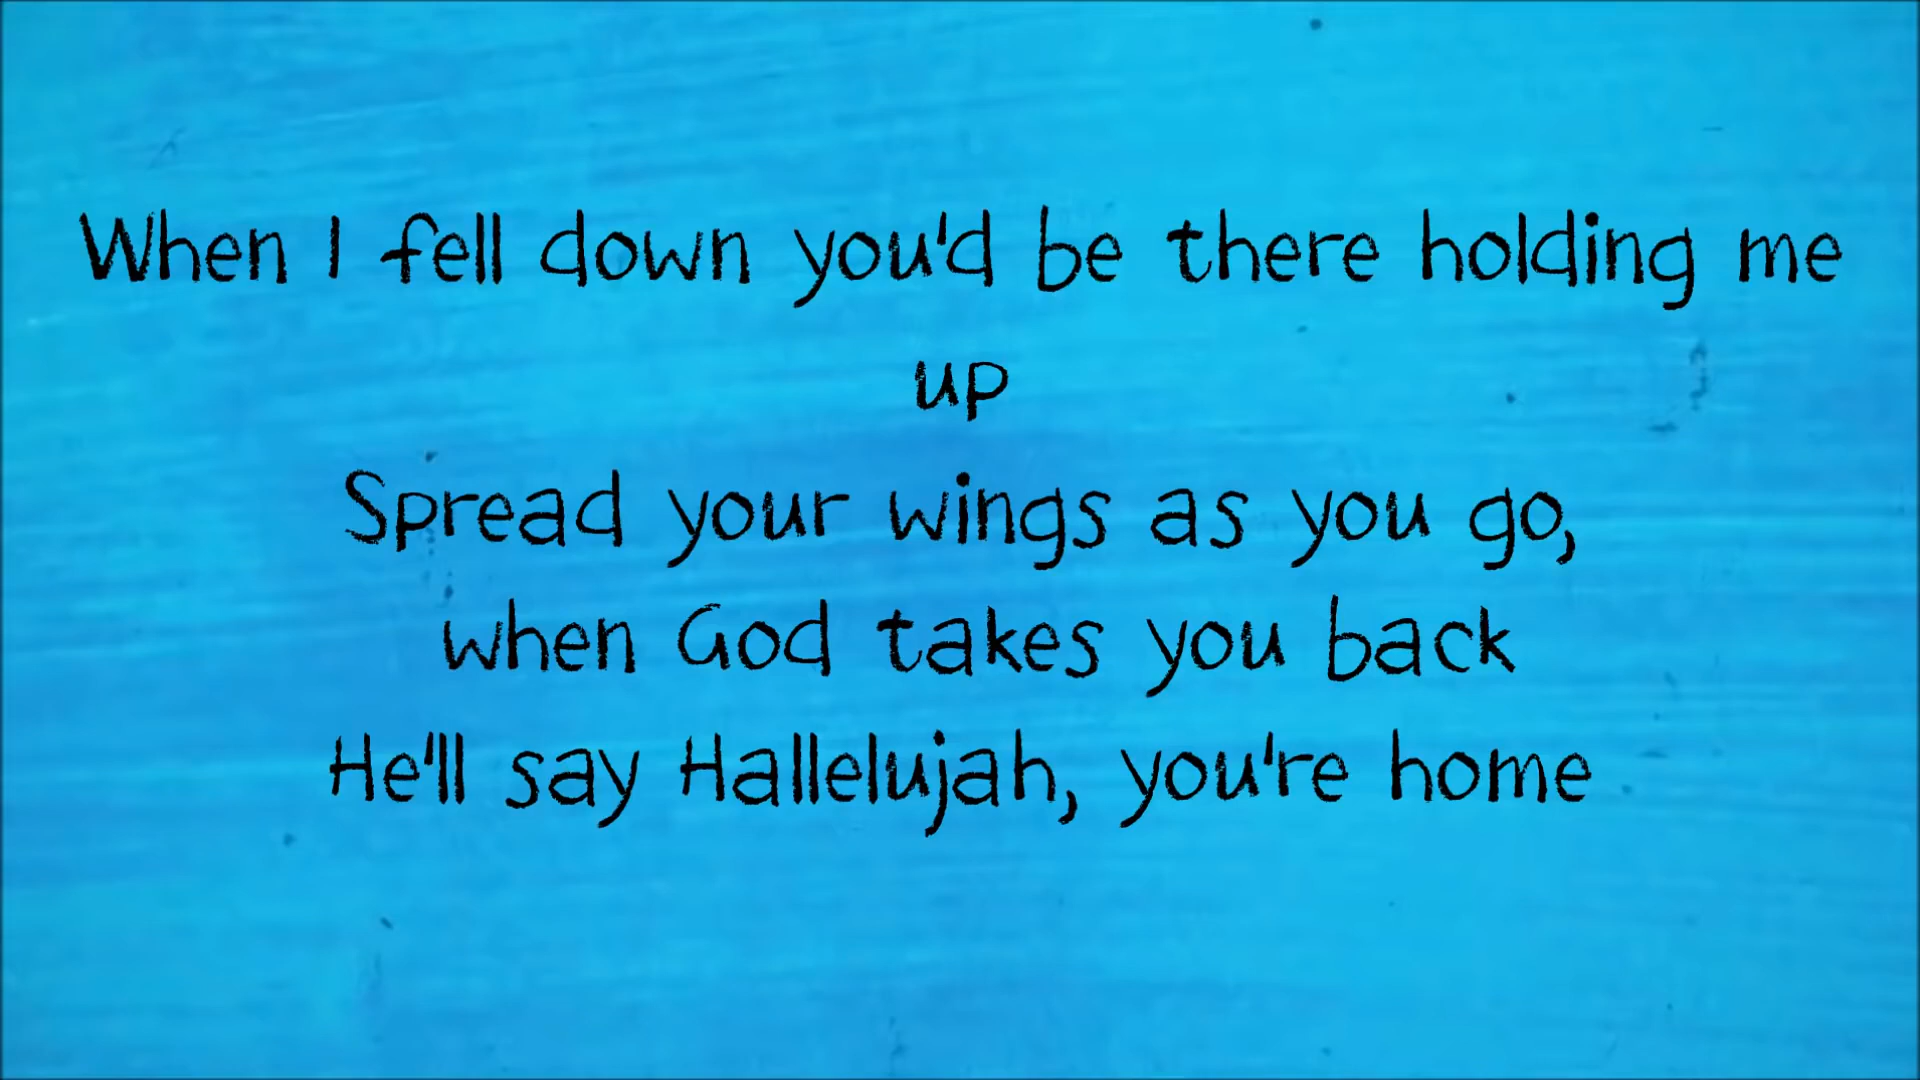 When I fell down you'd be there holding me
up
Spread your wings as you go,
when God takes you back
He'll say Hallelujah, you're home